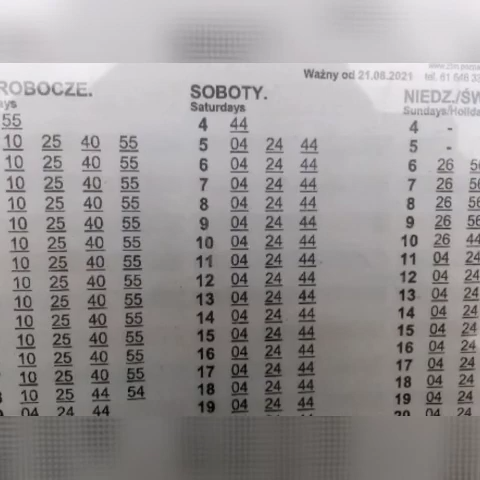 Ważny od 21.08.2021
ROBOCZE. SOBOTY. NIEDZ./ŚW
ays Saturdays Sundays/Holida
55 4 44 4 -
10 25 40 55 5 04 24 44 5 -
10 25 40 55 6 04 24 44 6 26
10 25 40 55 7 04 24 44 7 26
10 25 40 55 8 04 24 44 8 26
10 25 40 55 9 04 24 44 9 26
10 25 40 55 10 04 24 44 10 26 44
10 25 40 55 11 04 24 44 11 04 24
10 25 40 55 12 04 24 44 12 04 24
10 25 40 55 13 04 24 44 13 04 24
10 25 40 55 14 04 24 44 14 04 24
10 25 40 55 15 04 24 44 15 04 24
10 25 40 55 16 04 24 44 16 04 24
10 25 40 55 17 04 24 44 17 04 24
10 25 44 54 18 04 24 44 18 04 24
04 24 44 19 04 24 44 19 04 24
20 04 24